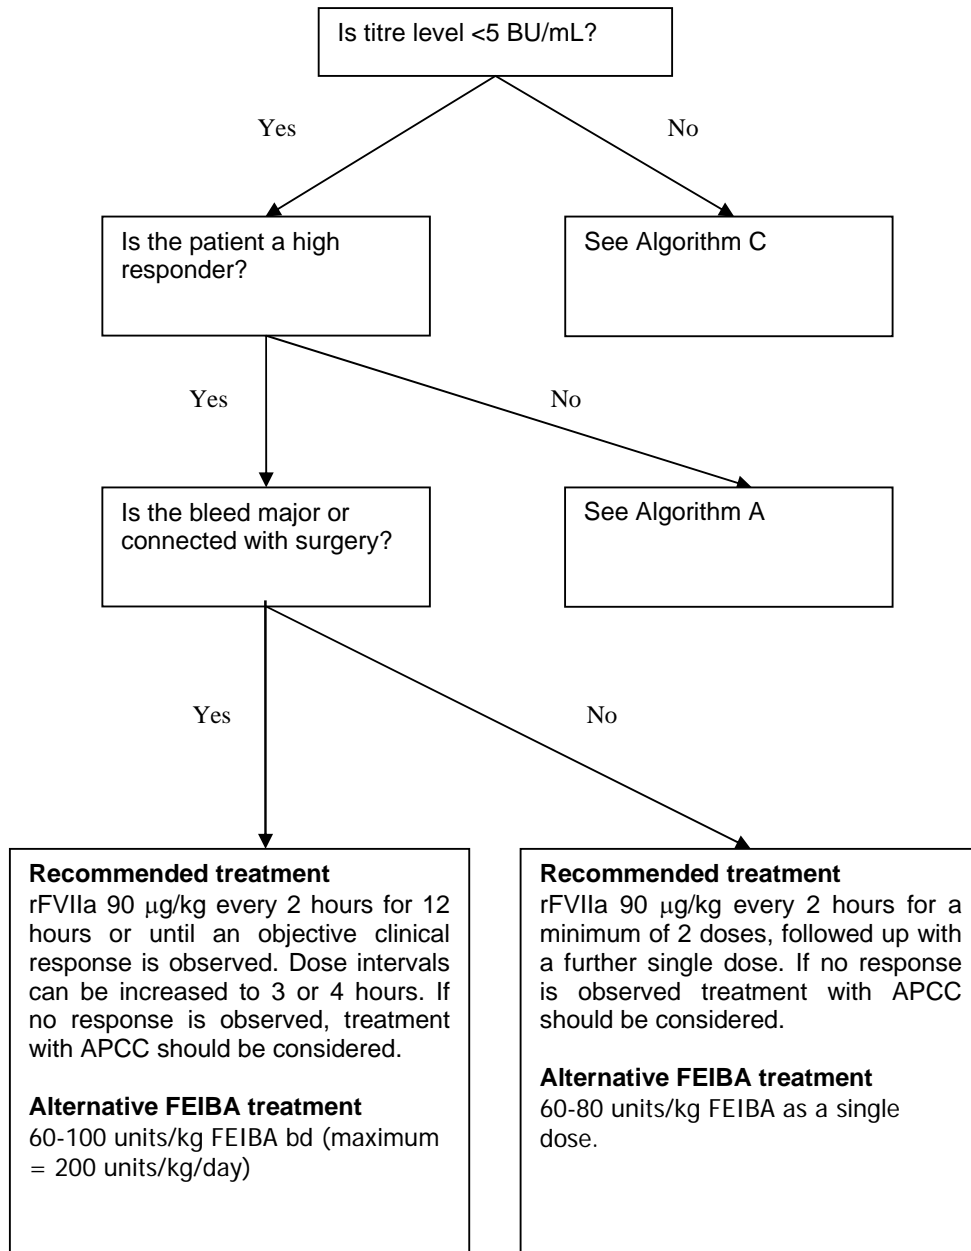 Is titre level <5 BU/mL?
Yes
No
Is the patient a high
responder?
See Algorithm C
Yes
No
Is the bleed major or
connected with surgery?
See Algorithm A
Yes
No
Recommended treatment
rFVIIa 90 μg/kg every 2 hours for 12
hours or until an objective clinical
response is observed. Dose intervals
can be increased to 3 or 4 hours. If
no response is observed, treatment
with APCC should be considered.
Alternative FEIBA treatment
60-100 units/kg FEIBA bd (maximum
= 200 units/kg/day)
Recommended treatment
rFVIIa 90 μg/kg every 2 hours for a
minimum of 2 doses, followed up with
a further single dose. If no response
is observed treatment with APCC
should be considered.
Alternative FEIBA treatment
60-80 units/kg FEIBA as a single
dose.